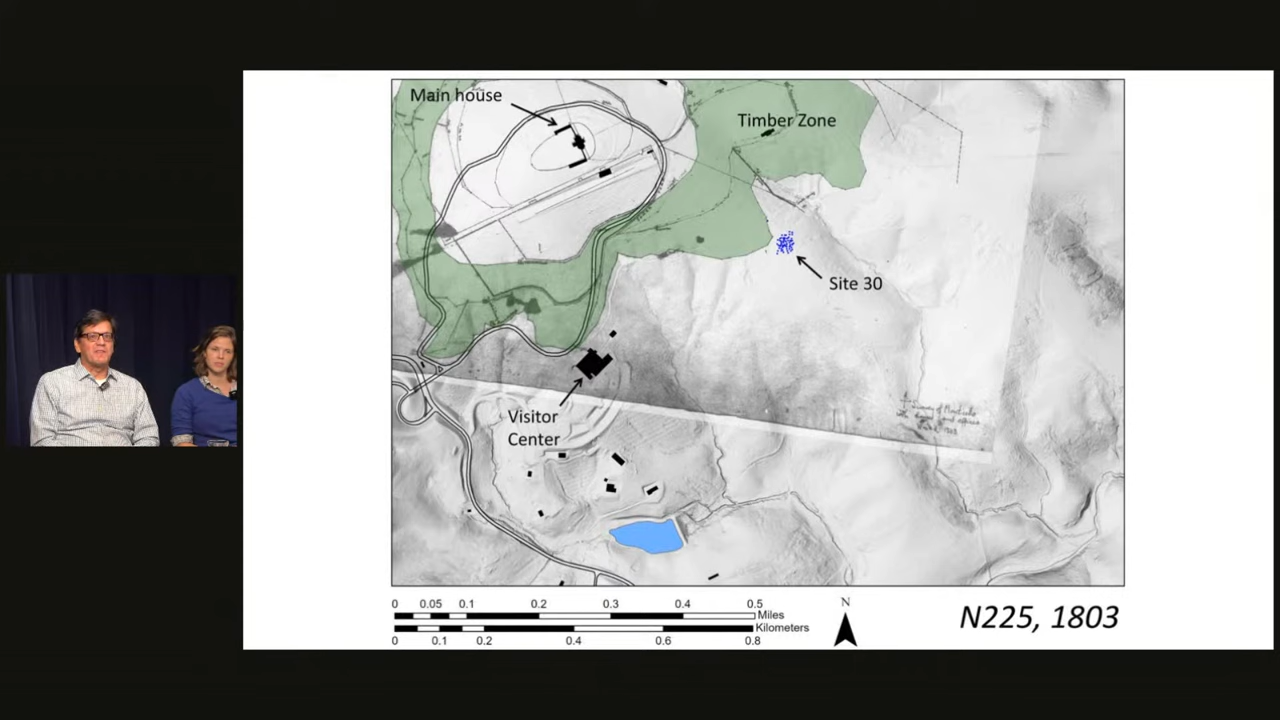 Main house
Timber Zone
Site 30
Visitor
Center
0 0.05 0.1 0.2 0.3 0.4 0.5
Miles
Kilometers
0 0.1 0.2 0.4 0.6 0.8
N
N225, 1803